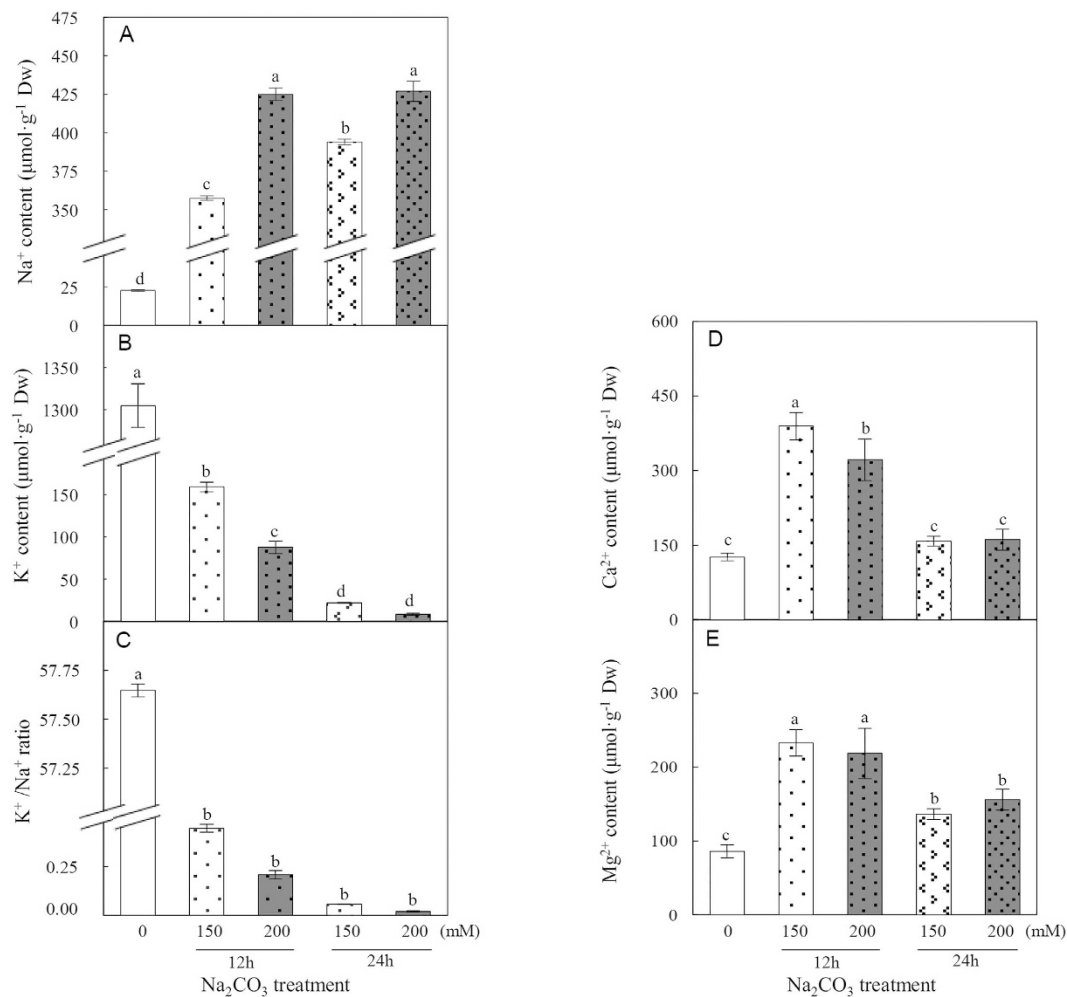 A
Na⁺ content (μmol·g⁻¹ Dw)
475
450
425
400
375
350
25
0
d
c
a
b
a
B
K⁺ content (μmol·g⁻¹ Dw)
1350
1300
150
100
50
0
a
b
c
d
d
C
K⁺ /Na⁺ ratio
57.75
57.50
57.25
0.25
0.00
a
b
b
b
b
0 150 200 150 200 (mM)
12h 24h
Na₂CO₃ treatment
D
Ca²⁺ content (μmol·g⁻¹ Dw)
600
450
300
150
0
c
a
b
c
c
E
Mg²⁺ content (μmol·g⁻¹ Dw)
300
200
100
0
c
a
a
b
b
0 150 200 150 200 (mM)
12h 24h
Na₂CO₃ treatment